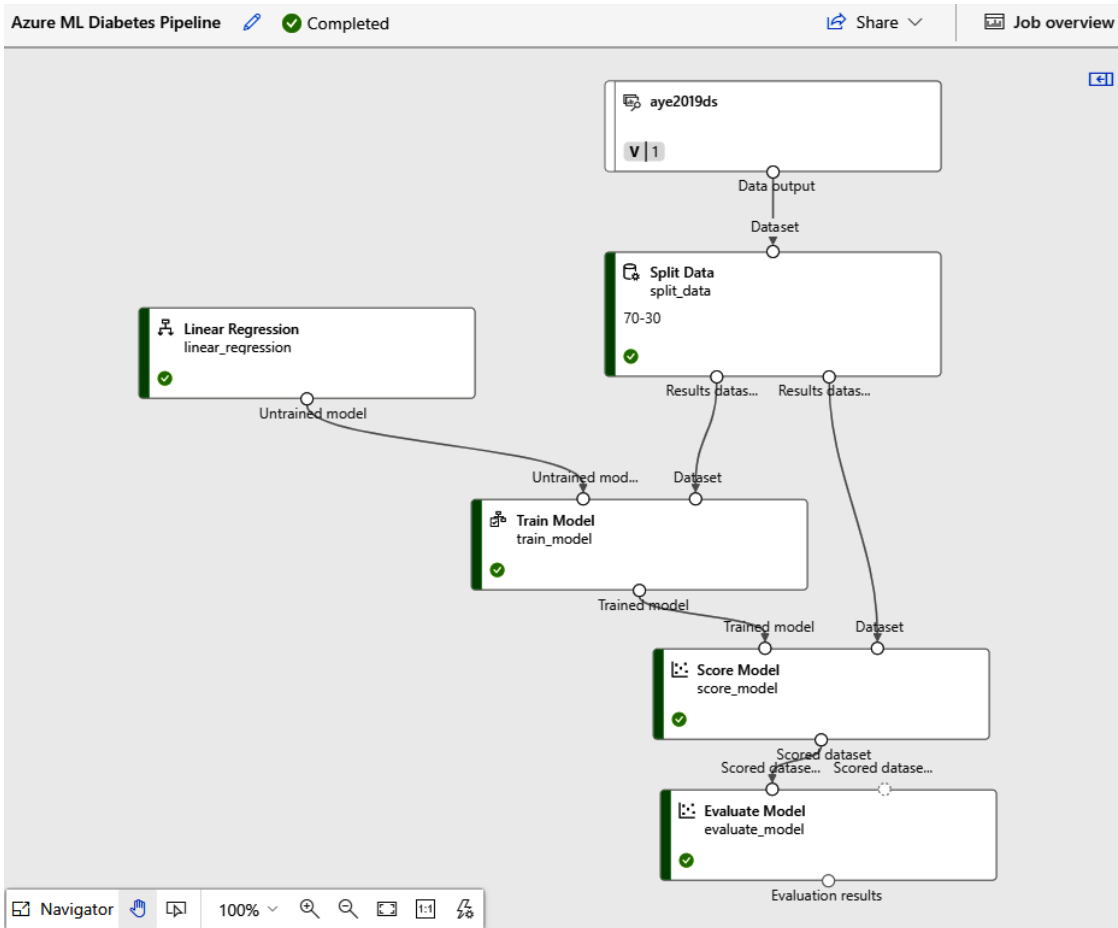 Azure ML Diabetes Pipeline
Completed
Share
Job overview
aye2019ds
V 1
Data output
Dataset
Split Data
split_data
70-30
Results datas...
Results datas...
Linear Regression
linear_regression
Untrained model
Untrained mod...
Dataset
Train Model
train_model
Trained model
Trained model
Dataset
Score Model
score_model
Scored dataset
Scored datase...
Scored datase...
Evaluate Model
evaluate_model
Evaluation results
Navigator
100%
1:1